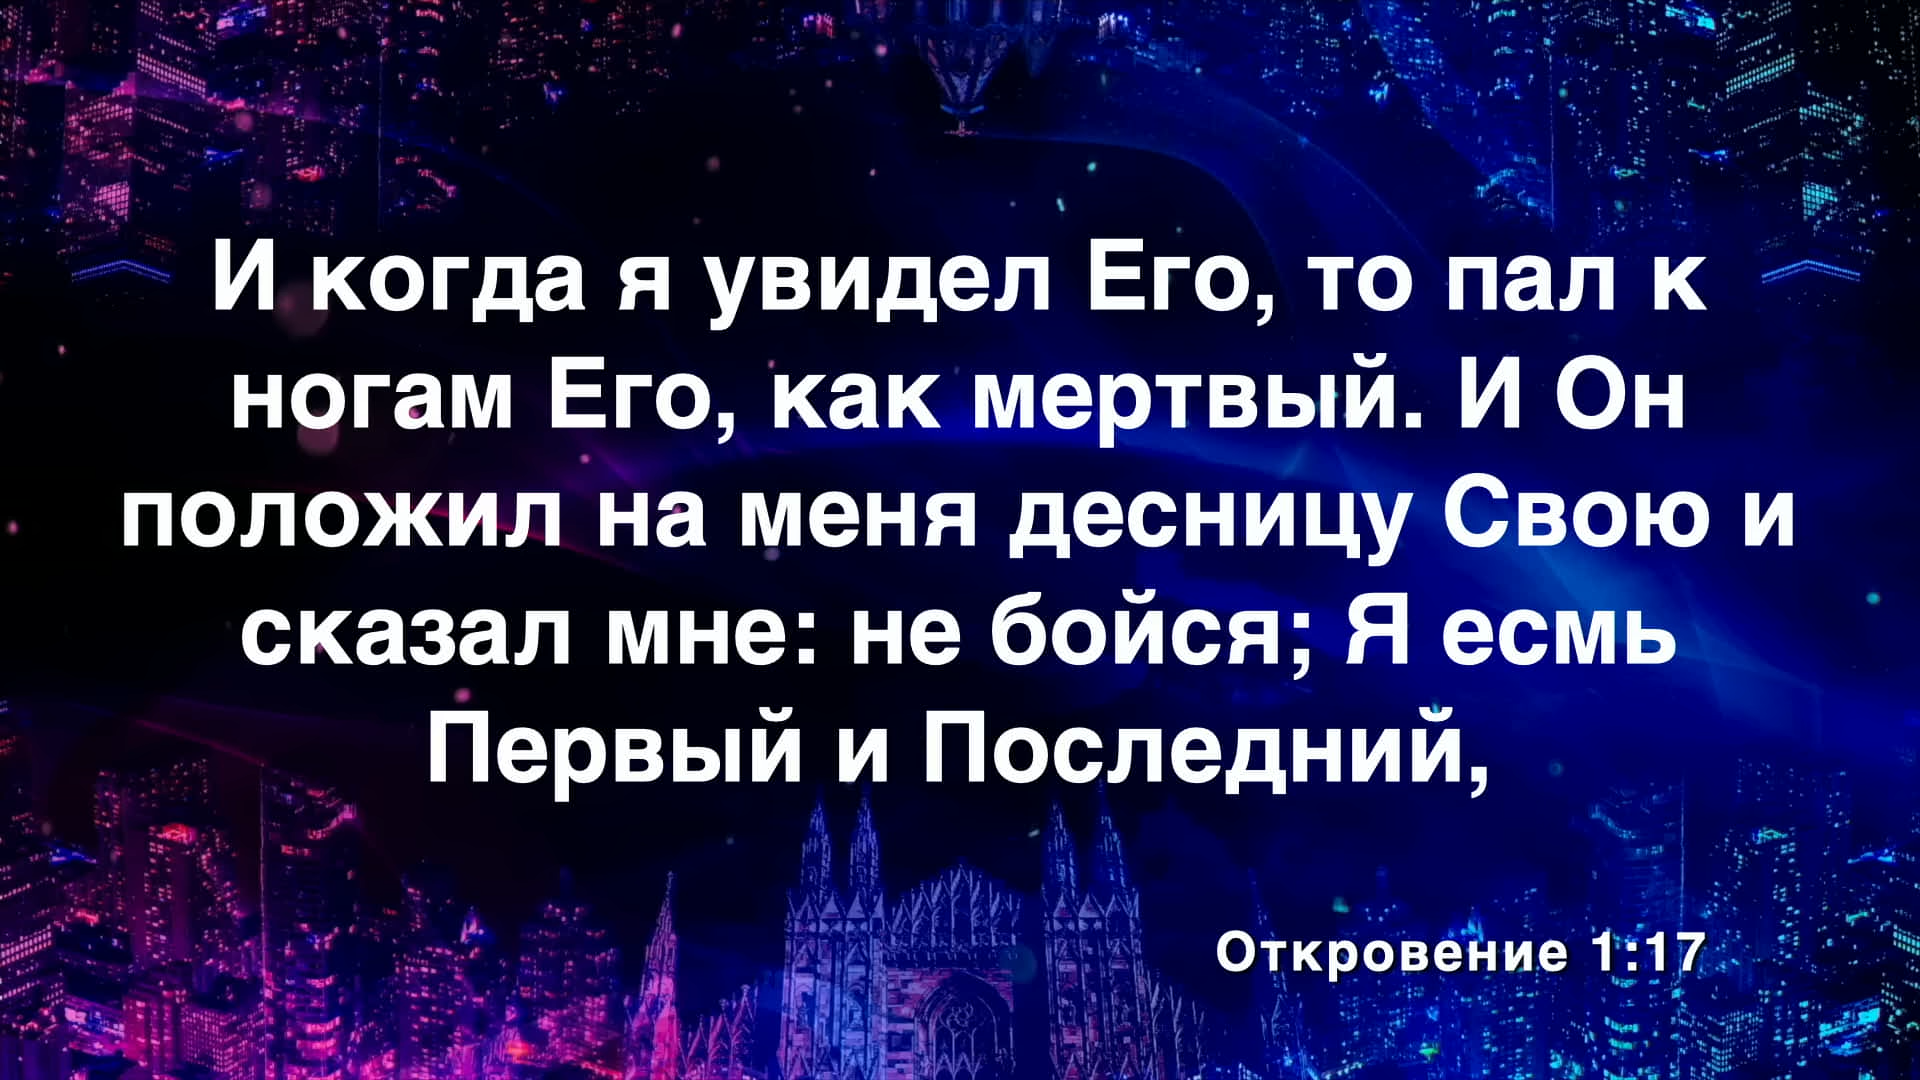 И когда я увидел Его, то пал к
ногам Его, как мертвый. И Он
положил на меня десницу Свою и
сказал мне: не бойся; Я есмь
Первый и Последний,
Откровение 1:17